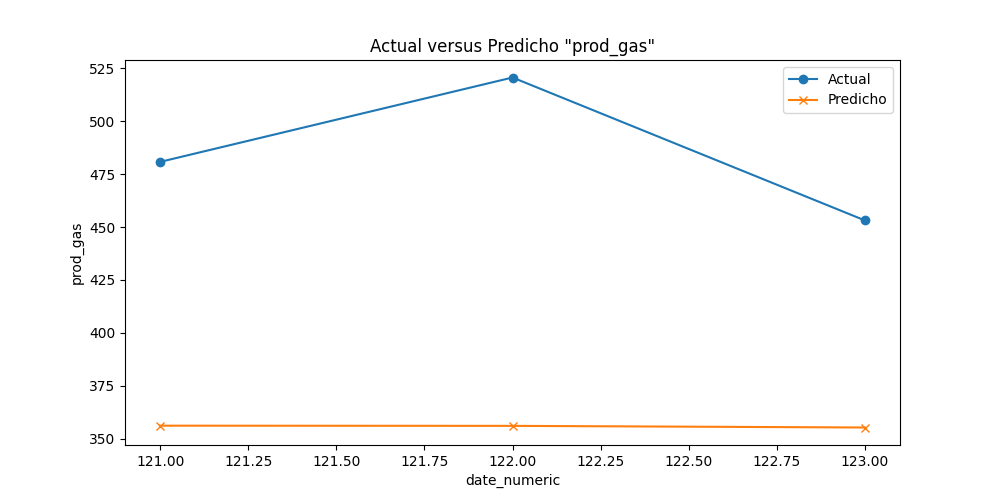 Actual versus Predicho "prod_gas"
Actual
Predicho
prod_gas
525
500
475
450
425
400
375
350
121.00 121.25 121.50 121.75 122.00 122.25 122.50 122.75 123.00
date_numeric